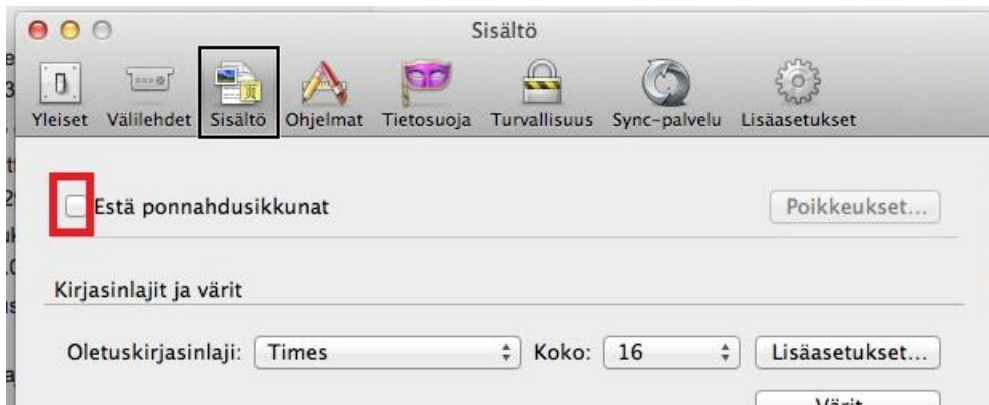 Sisältö
Yleiset Välilehdet Sisältö Ohjelmat Tietosuoja Turvallisuus Sync-palvelu Lisäasetukset
Estä ponnahdusikkunat Poikkeukset...
Kirjasinlajit ja värit
Oletuskirjasinlaji: Times Koko: 16 Lisäasetukset...